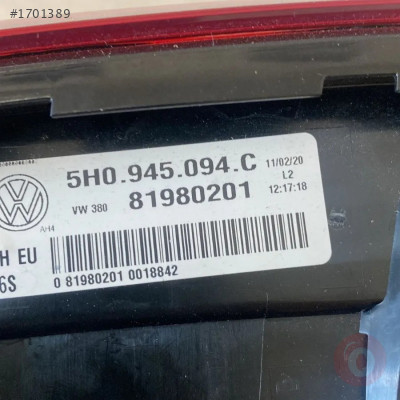 #1701389
5H0.945.094.C
11/02/20
L2
VW 380
81980201
12:17:18
AH4
H EU
6S
0 81980201 0018842